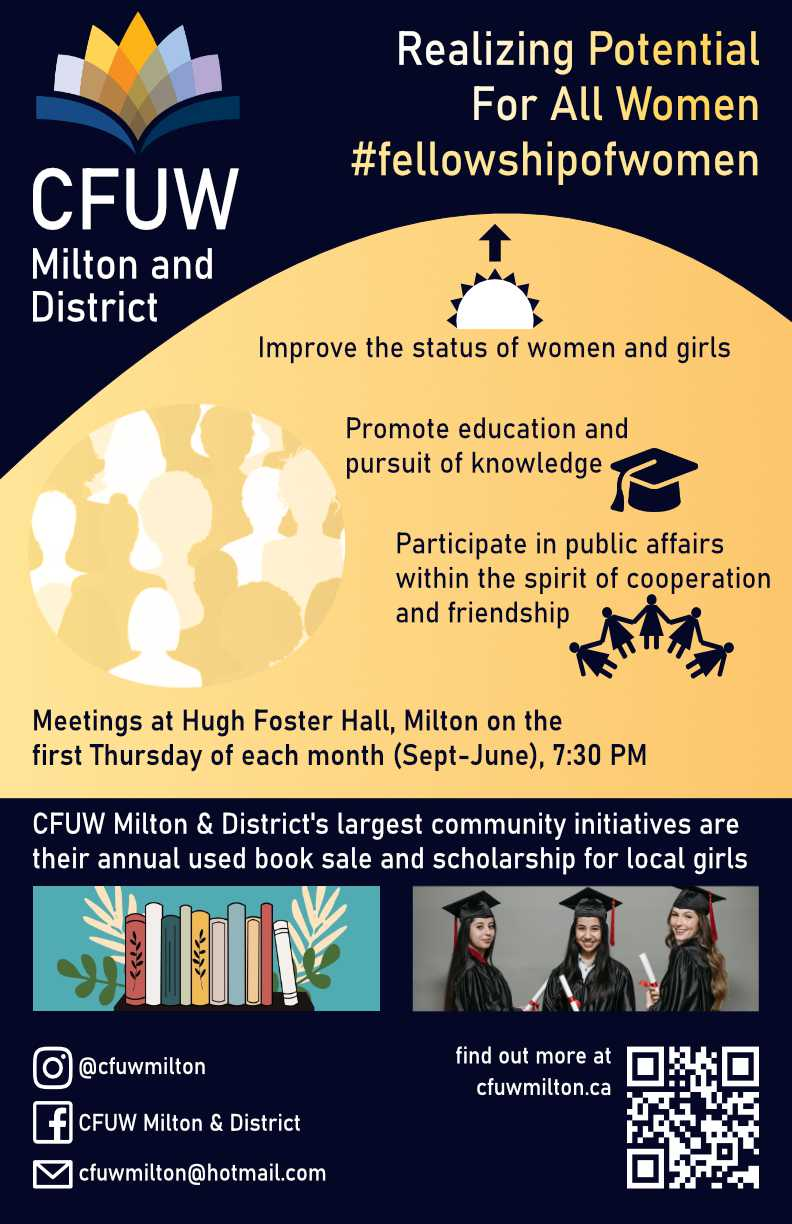 Realizing Potential
For All Women
#fellowshipofwomen
CFUW
Milton and
District
Improve the status of women and girls
Promote education and
pursuit of knowledge
Participate in public affairs
within the spirit of cooperation
and friendship
Meetings at Hugh Foster Hall, Milton on the
first Thursday of each month (Sept-June), 7:30 PM
CFUW Milton & District's largest community initiatives are
their annual used book sale and scholarship for local girls
@cfuwmilton
CFUW Milton & District
cfuwmilton@hotmail.com
find out more at
cfuwmilton.ca